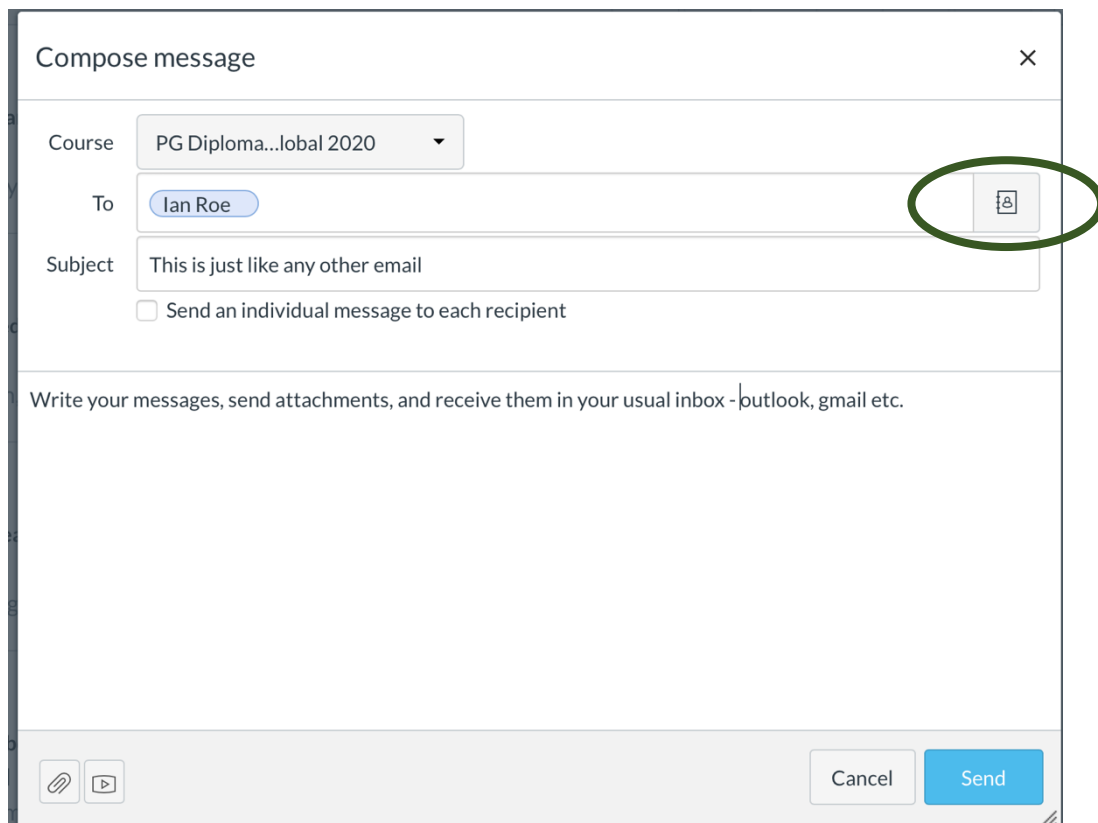 Compose message
Course PG Diploma...lobal 2020
To Ian Roe
Subject This is just like any other email
Send an individual message to each recipient
Write your messages, send attachments, and receive them in your usual inbox - outlook, gmail etc.
Cancel Send